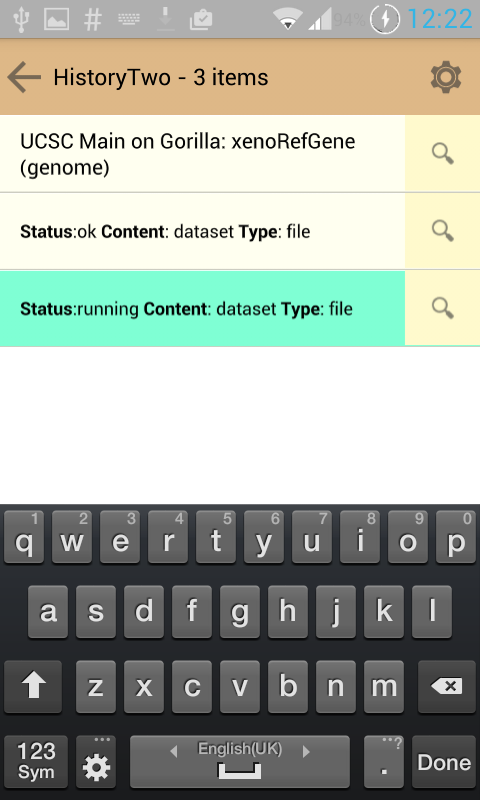 # 94% 12:22
HistoryTwo - 3 items
UCSC Main on Gorilla: xenoRefGene
(genome)
Status:ok Content: dataset Type: file
Status:running Content: dataset Type: file
1 2 3 4 5 6 7 8 9 0
q w e r t y u i o p
a s d f g h j k l
z x c v b n m
123 ... English(UK) ...?
Sym . Done